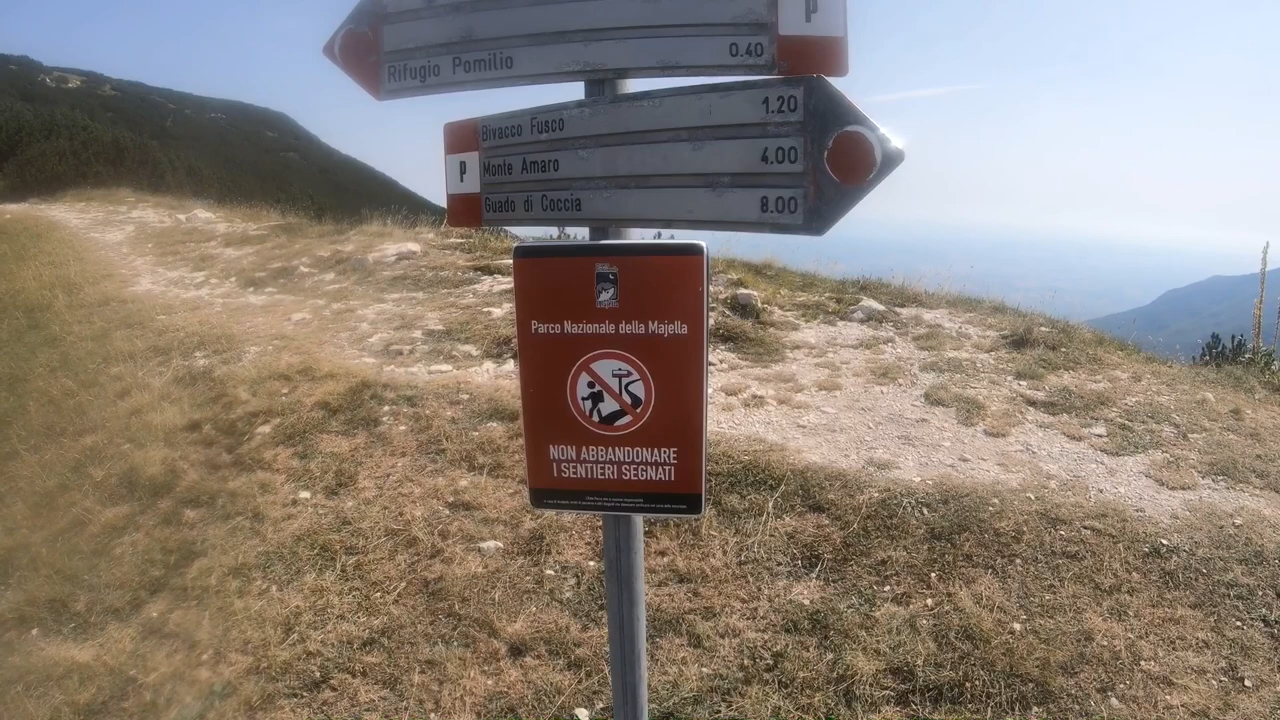 P
Rifugio Pomilio 0.40
Bivacco Fusco 1.20
P
Monte Amaro 4.00
Guado di Coccia 8.00
Parco Nazionale della Majella
NON ABBANDONARE
I SENTIERI SEGNATI